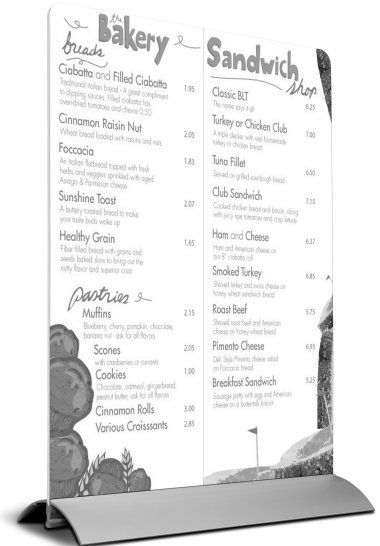 the Bakery
breads
Ciabatta and Filled Ciabatta 1.95
Traditional italian bread - A great compliment
to dipping sauces. Filled ciabatta has
oven-dried tomatoes and chevre 0.50
Cinnamon Raisin Nut 2.05
Wheat bread loaded with raisins and nuts
Foccacia 1.83
An Italian flatbread topped with fresh
herbs and veggies sprinkled with aged
Asiago & Parmesan cheese
Sunshine Toast 2.07
A buttery toasted bread to make
your taste buds wake up
Healthy Grain 1.65
Fiber filled bread with grains and
seeds baked slow to bring out the
nutty flavor and superior crust
Pastries
Muffins 2.15
Blueberry, cherry, pumpkin, chocolate,
banana nut - ask for all flavors
Scones 2.05
with cranberries or currants
Cookies 1.00
Chocolate, oatmeal, gingerbread,
peanut butter, ask for all flavors
Cinnamon Rolls 3.00
Various Croisssants 2.85
Sandwich
shop
Classic BLT 6.25
The name says it all
Turkey or Chicken Club 7.00
A triple decker with real homemade
turkey or chicken breast
Tuna Fillet 6.50
Served on grilled sourdough bread
Club Sandwich 7.15
Cooked chicken breast and bacon, along
with juicy ripe tomatoes and crisp lettuce
Ham and Cheese 6.37
Ham and American cheese on
our 8" ciabatta roll
Smoked Turkey 6.85
Shaved turkey and swiss cheese on
honey wheat sandwich bread
Roast Beef 5.75
Shaved roast beef and American
cheese on honey wheat bread
Pimento Cheese 6.95
Deli Style Pimento cheese salad
on Foccacia bread
Breakfast Sandwich 5.25
Sausage patty with egg and American
cheese on a buttermilk biscuit